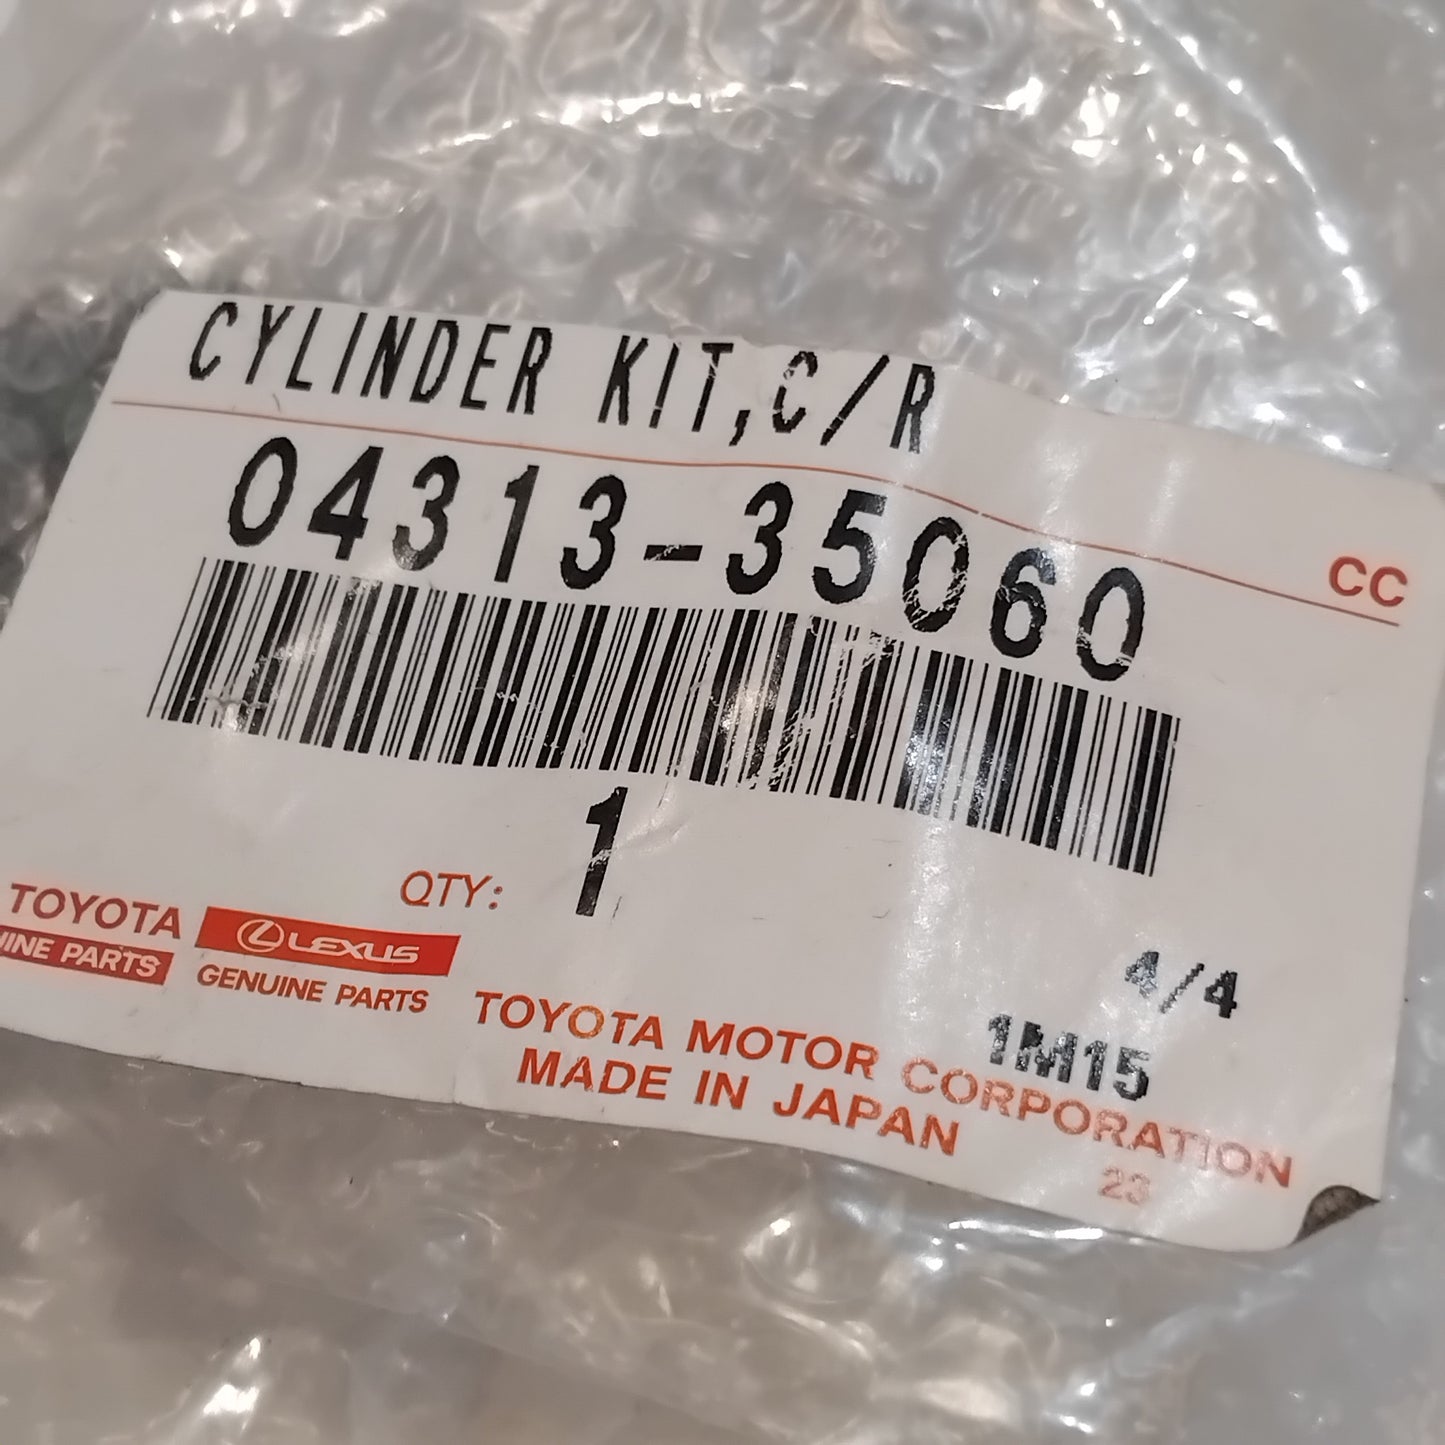 CYLINDER KIT,C/R
CC
04313-35060
QTY: 1
TOYOTA
PARTS
LEXUS
GENUINE PARTS
4/4
1M15
TOYOTA MOTOR CORPORATION
MADE IN JAPAN
23